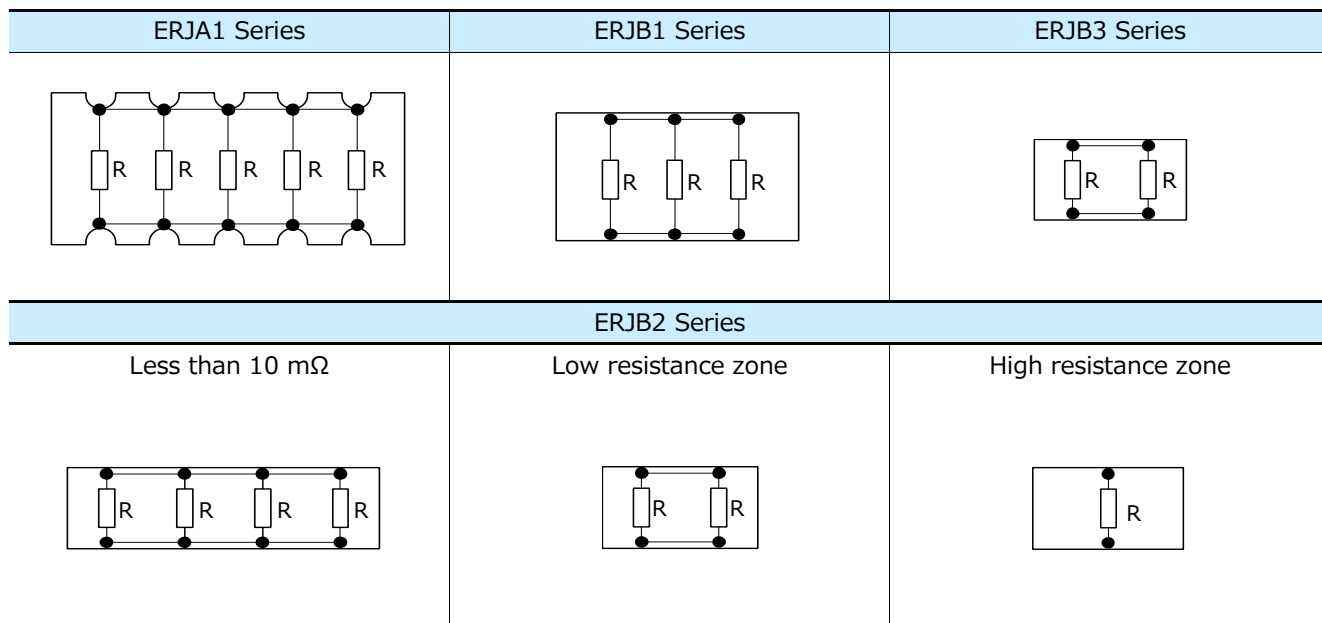 ERJA1 Series
ERJB1 Series
ERJB3 Series
R R R R R
R R R
R R
ERJB2 Series
Less than 10 mΩ
Low resistance zone
High resistance zone
R R R R
R R
R